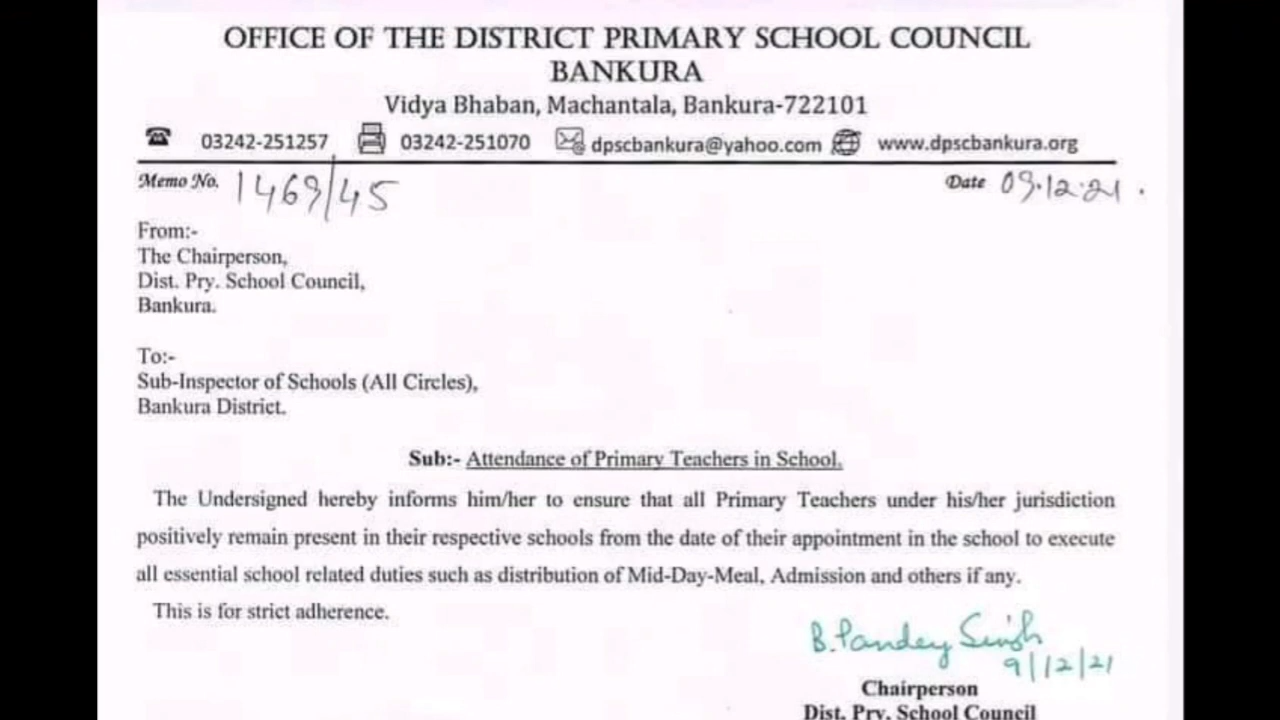 OFFICE OF THE DISTRICT PRIMARY SCHOOL COUNCIL
BANKURA
Vidya Bhaban, Machantala, Bankura-722101
03242-251257 03242-251070 dpscbankura@yahoo.com www.dpscbankura.org
Memo No. 1469/45 Date 09.12.21.
From:-
The Chairperson,
Dist. Pry. School Council,
Bankura.
To:-
Sub-Inspector of Schools (All Circles),
Bankura District.
Sub:- Attendance of Primary Teachers in School.
The Undersigned hereby informs him/her to ensure that all Primary Teachers under his/her jurisdiction
positively remain present in their respective schools from the date of their appointment in the school to execute
all essential school related duties such as distribution of Mid-Day-Meal, Admission and others if any.
This is for strict adherence.
B. Pandey Singh
9/12/21
Chairperson
Dist. Pry. School Council